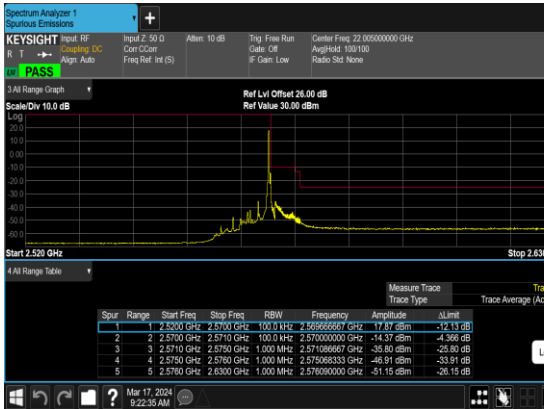 Spectrum Analyzer 1
Spurious Emissions
+
KEYSIGHT Input: RF Input Z: 50 Ω Atten: 10 dB Trig: Free Run Center Freq: 22.005000000 GHz
R T Coupling: DC Corr CCorr Gate: Off Avg|Hold: 100/100
Align: Auto Freq Ref: Int (S) IF Gain: Low Radio Std: None
PASS
3 All Range Graph
Ref Lvl Offset 26.00 dB
Scale/Div 10.0 dB Ref Value 30.00 dBm
Log
20.0
10.0
0.00
-10.0
-20.0
-30.0
-40.0
-50.0
-60.0
Start 2.520 GHz Stop 2.630
4 All Range Table
Measure Trace Tra
Trace Type Trace Average (Ac
Spur Range Start Freq Stop Freq RBW Frequency Amplitude ΔLimit
1 1 2.5200 GHz 2.5700 GHz 100.0 kHz 2.569666667 GHz 17.87 dBm -12.13 dB
2 2 2.5700 GHz 2.5710 GHz 100.0 kHz 2.570000000 GHz -14.37 dBm -4.366 dB
3 3 2.5710 GHz 2.5750 GHz 1.000 MHz 2.571086667 GHz -35.80 dBm -25.80 dB
4 4 2.5750 GHz 2.5760 GHz 1.000 MHz 2.575068333 GHz -46.91 dBm -33.91 dB
5 5 2.5760 GHz 2.6300 GHz 1.000 MHz 2.576090000 GHz -51.15 dBm -26.15 dB
Mar 17, 2024
9:22:35 AM